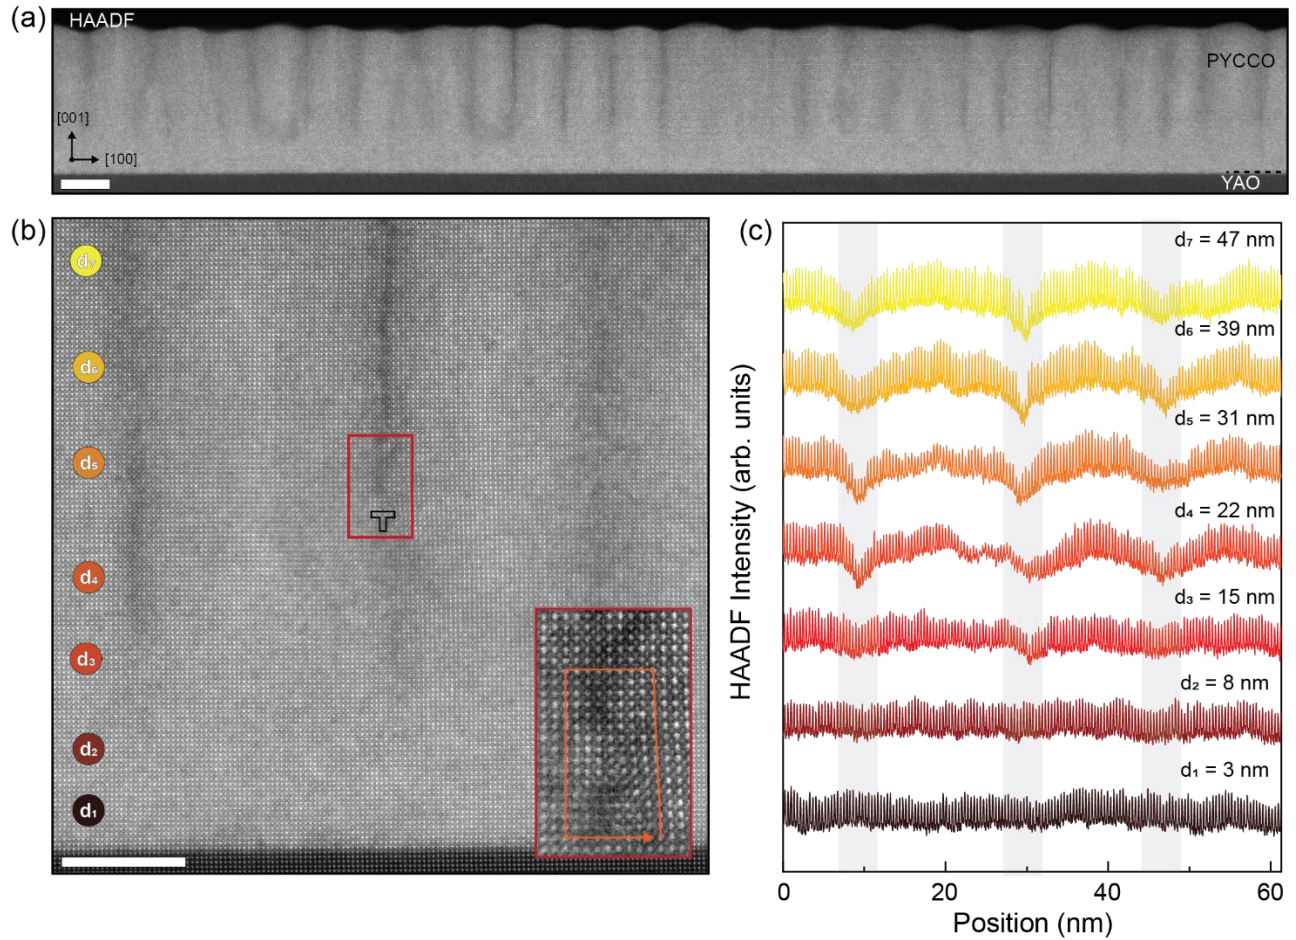 (a)
HAADF
PYCCO
[001]
[100]
YAO
(b)
d₇
d₆
d₅
d₄
d₃
d₂
d₁
(c)
d₇ = 47 nm
d₆ = 39 nm
d₅ = 31 nm
d₄ = 22 nm
d₃ = 15 nm
d₂ = 8 nm
d₁ = 3 nm
HAADF Intensity (arb. units)
0 20 40 60
Position (nm)